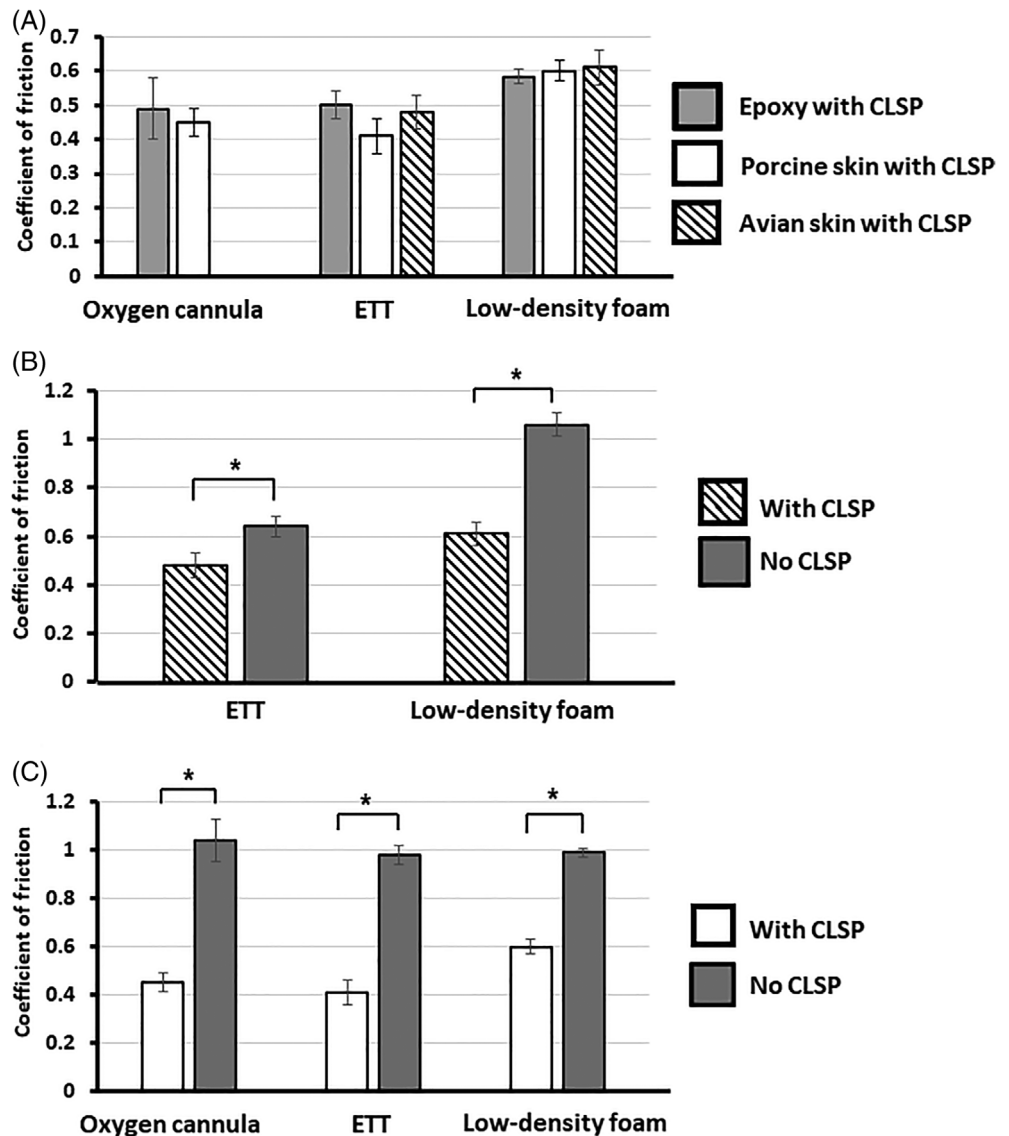 (A)
Coefficient of friction
0.7
0.6
0.5
0.4
0.3
0.2
0.1
0
Oxygen cannula
ETT
Low-density foam
Epoxy with CLSP
Porcine skin with CLSP
Avian skin with CLSP
(B)
Coefficient of friction
1.2
1
0.8
0.6
0.4
0.2
0
*
*
ETT
Low-density foam
With CLSP
No CLSP
(C)
Coefficient of friction
1.2
1
0.8
0.6
0.4
0.2
0
*
*
*
Oxygen cannula
ETT
Low-density foam
With CLSP
No CLSP